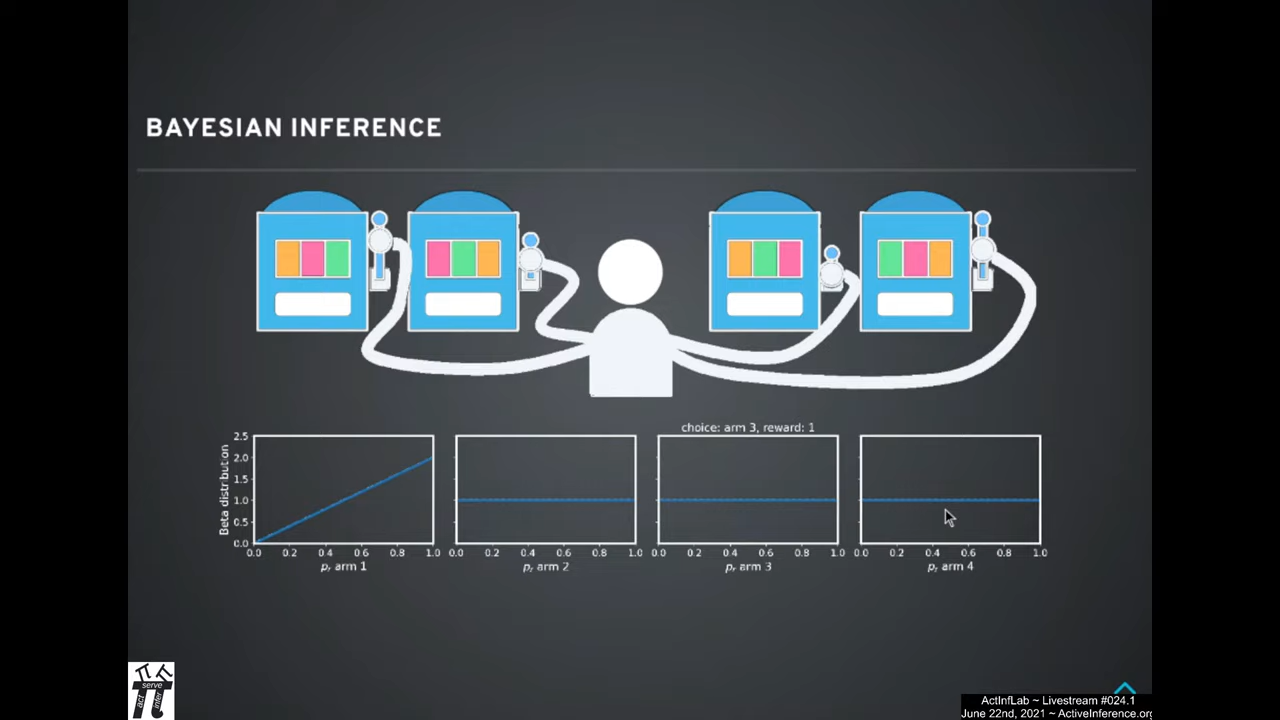 BAYESIAN INFERENCE
choice: arm 3, reward: 1
Beta distribution
2.5
2.0
1.5
1.0
0.5
0.0
0.0 0.2 0.4 0.6 0.8 1.0
0.0 0.2 0.4 0.6 0.8 1.0
0.0 0.2 0.4 0.6 0.8 1.0
0.0 0.2 0.4 0.6 0.8 1.0
pr arm 1
pr arm 2
pr arm 3
pr arm 4
π π
serve
act infer
ActInfLab ~ Livestream #024.1
June 22nd, 2021 ~ ActiveInference.org